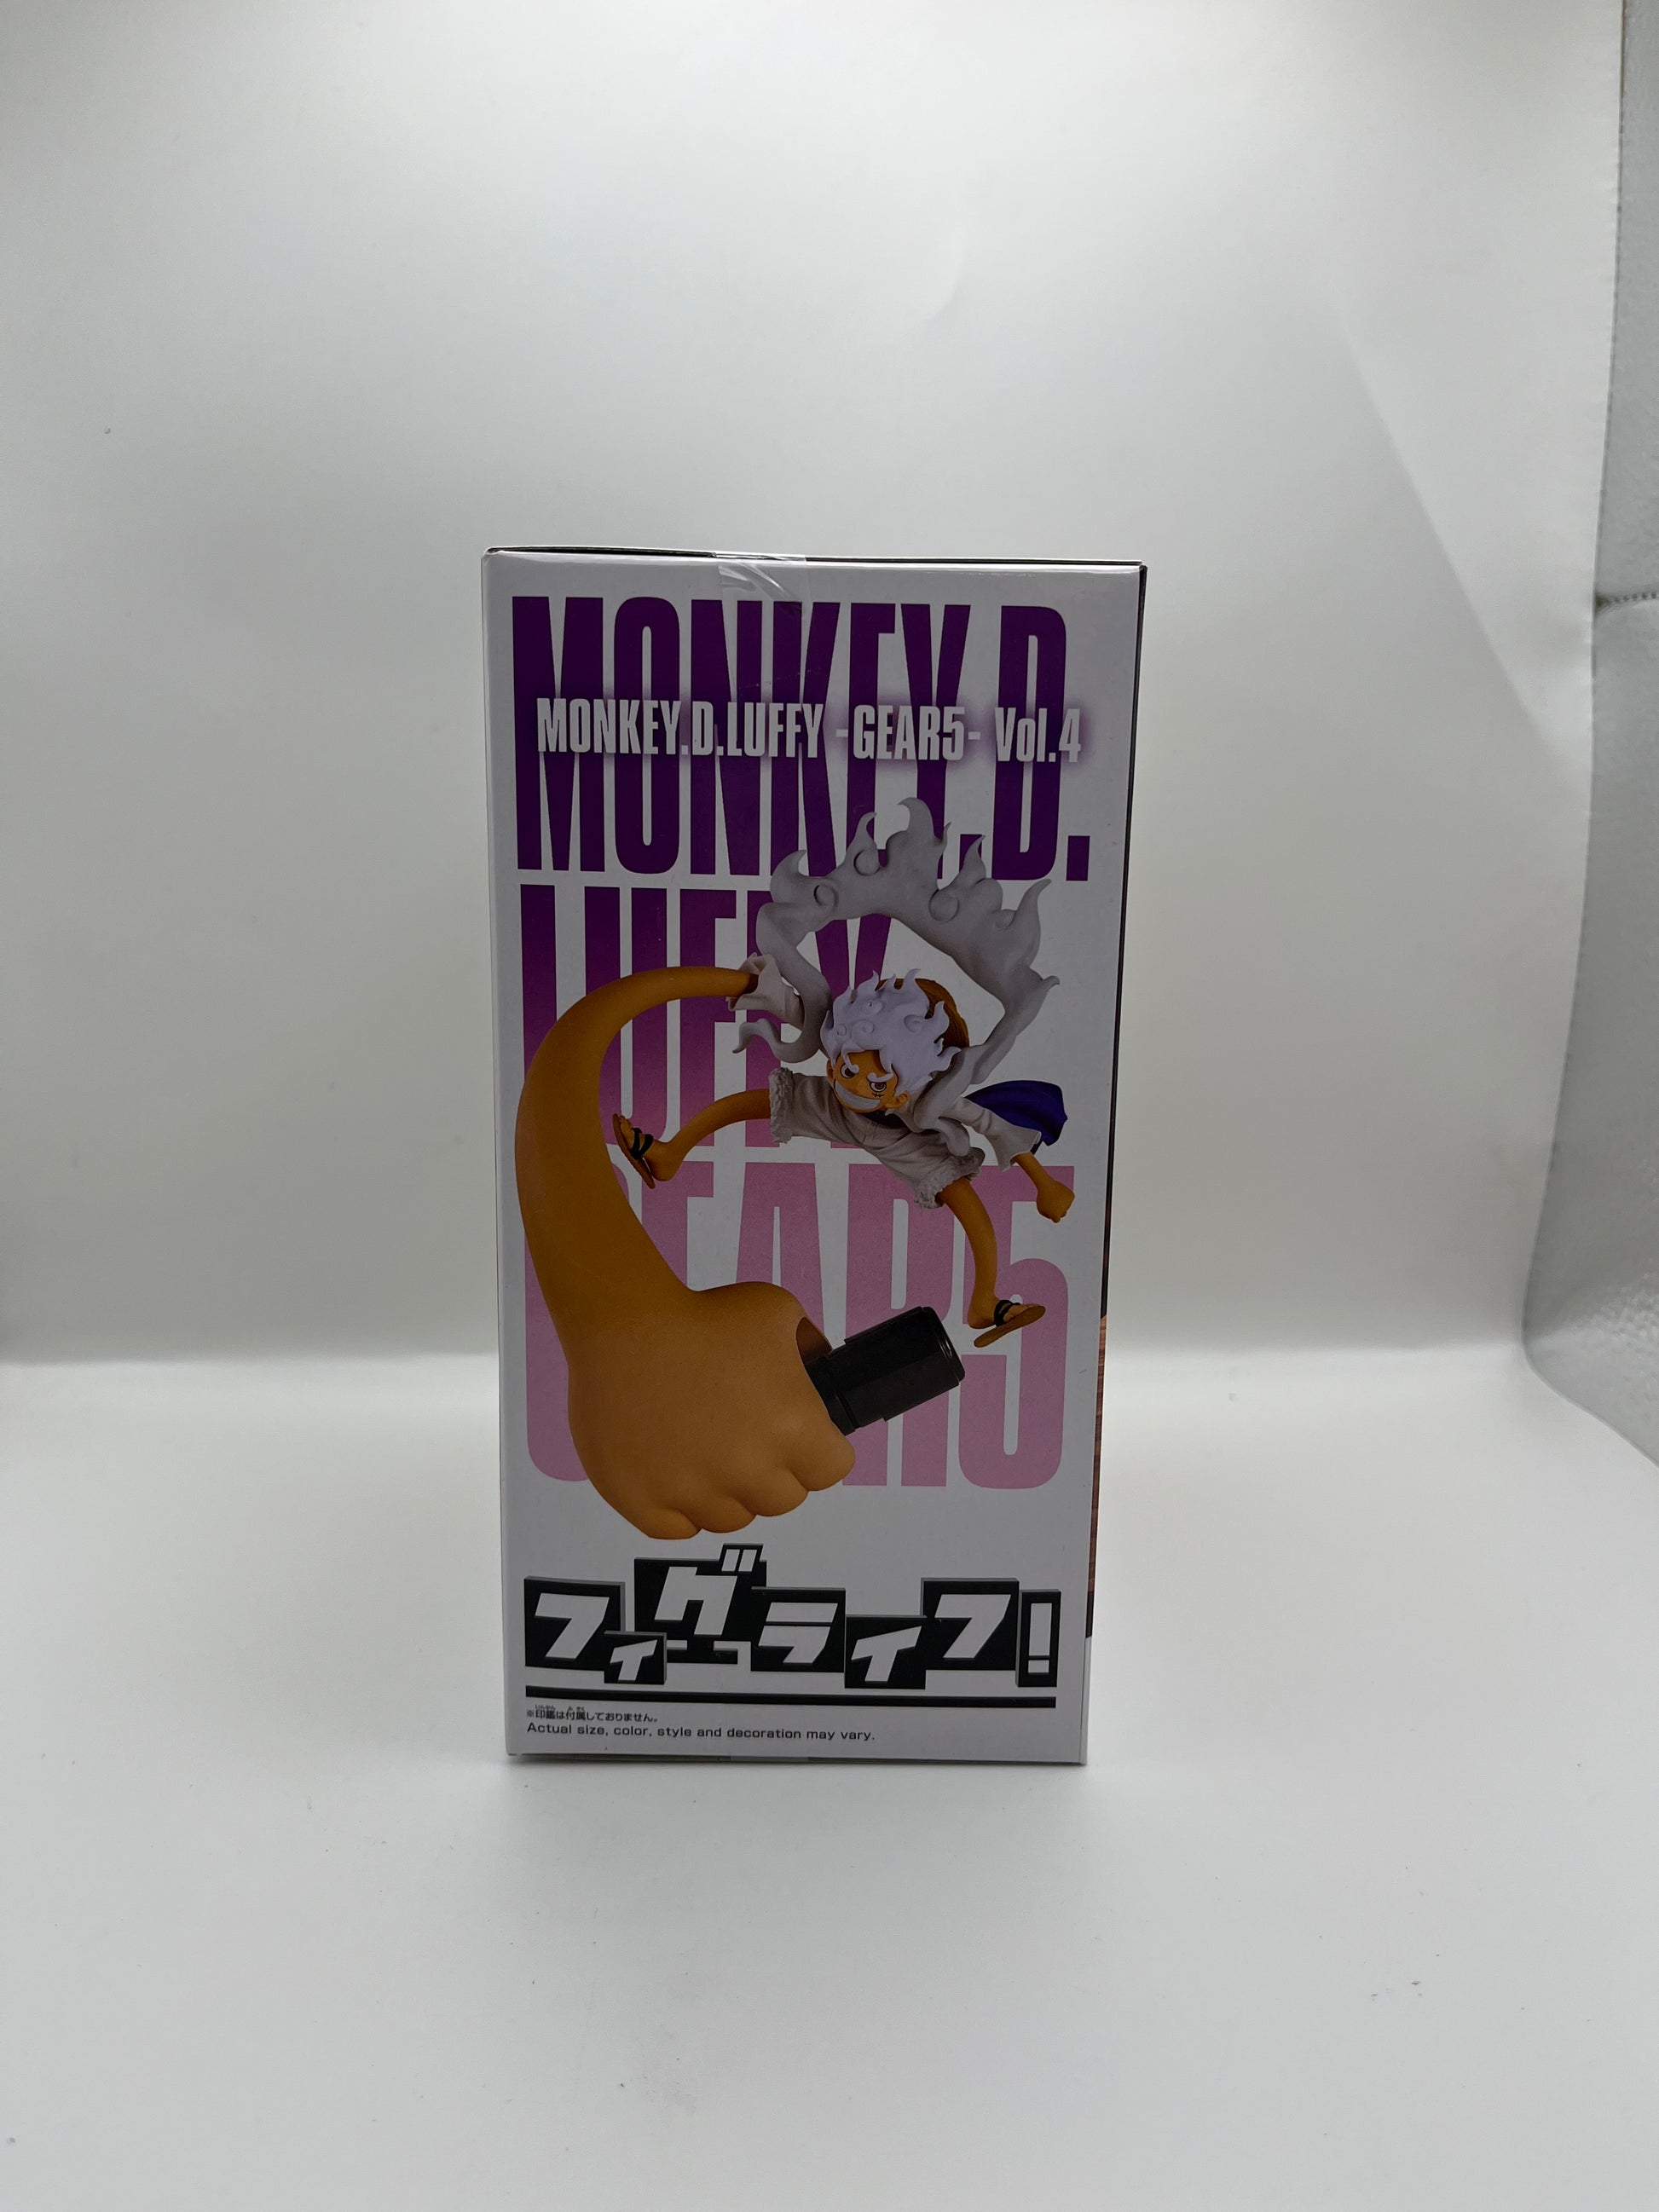 MONKEY.D.
MONKEY.D.LUFFY -GEAR5- Vol.4
LUFFY
GEAR5
フィグライフ!
※印鑑は付属しておりません。
Actual size, color, style and decoration may vary.